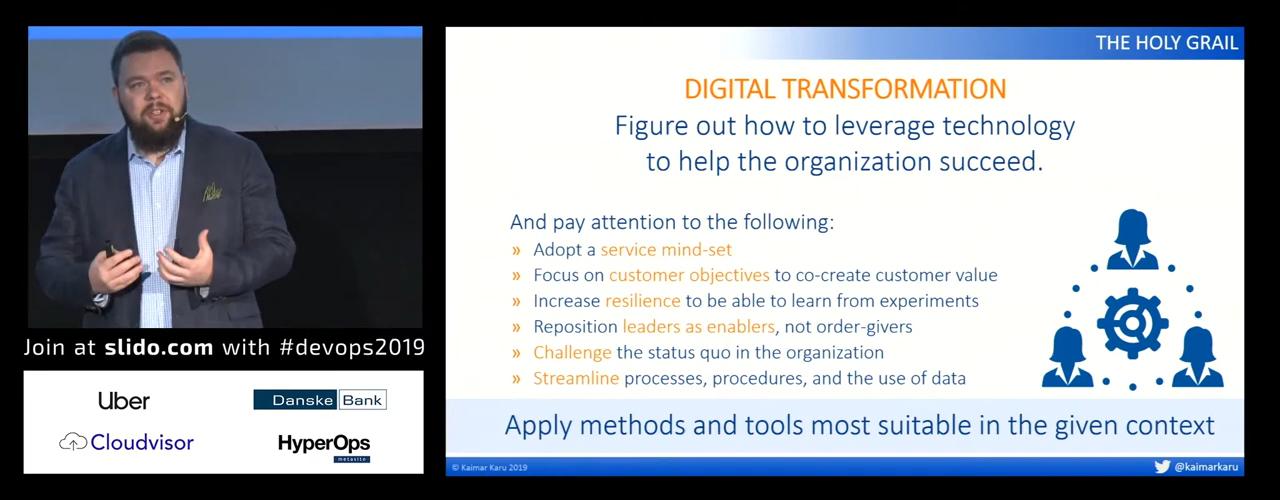 Join at slido.com with #devops2019
Uber
Danske Bank
Cloudvisor
HyperOps
metasite
THE HOLY GRAIL
DIGITAL TRANSFORMATION
Figure out how to leverage technology
to help the organization succeed.
And pay attention to the following:
» Adopt a service mind-set
» Focus on customer objectives to co-create customer value
» Increase resilience to be able to learn from experiments
» Reposition leaders as enablers, not order-givers
» Challenge the status quo in the organization
» Streamline processes, procedures, and the use of data
Apply methods and tools most suitable in the given context
© Kaimar Karu 2019
@kaimarkaru